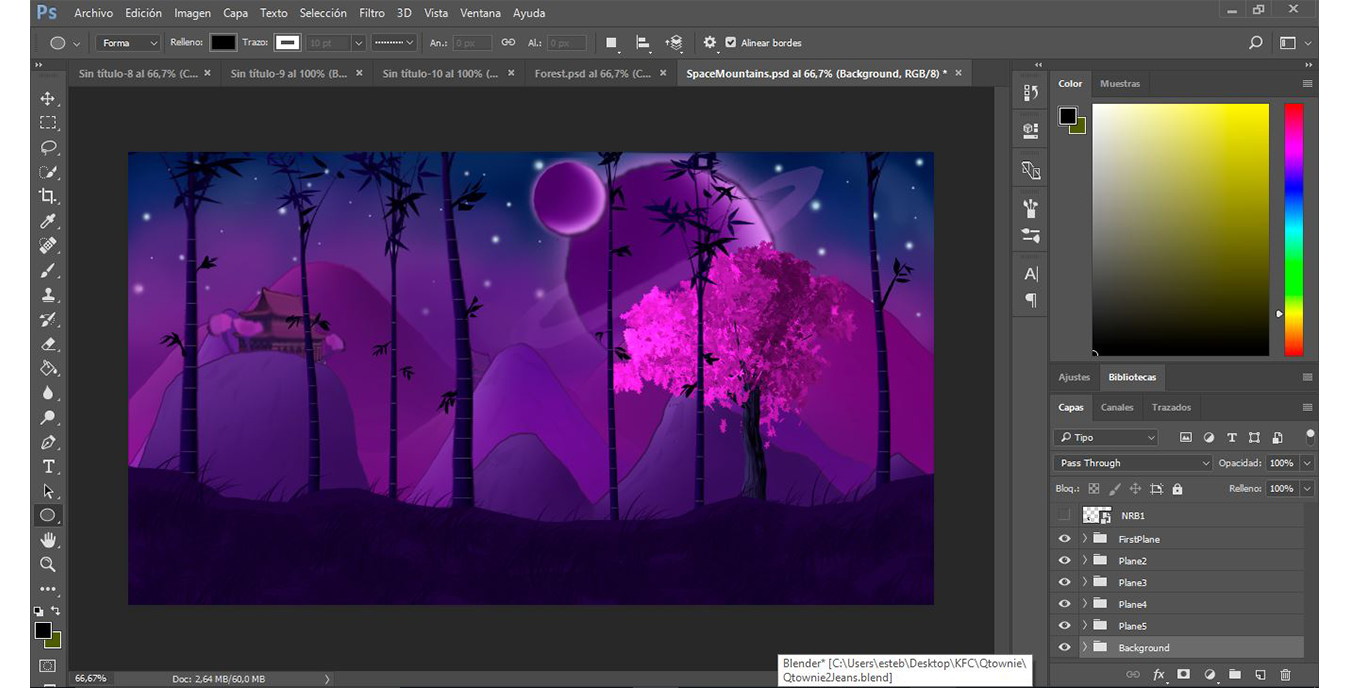 Ps Archivo Edición Imagen Capa Texto Selección Filtro 3D Vista Ventana Ayuda
Forma Relleno: Trazo: 10 pt An.: 0 px Al.: 0 px Alinear bordes
Sin título-8 al 66,7% (C... × Sin título-9 al 100% (B... × Sin título-10 al 100% (... × Forest.psd al 66,7% (C... × SpaceMountains.psd al 66,7% (Background, RGB/8) * ×
Color Muestras
Ajustes Bibliotecas
Capas Canales Trazados
Tipo
Pass Through Opacidad: 100%
Bloq.: Relleno: 100%
NRB1
FirstPlane
Plane2
Plane3
Plane4
Plane5
Background
66,67% Doc: 2,64 MB/60,0 MB
Blender* [C:\Users\esteb\Desktop\KFC\Qtownie\
Qtownie2Jeans.blend]